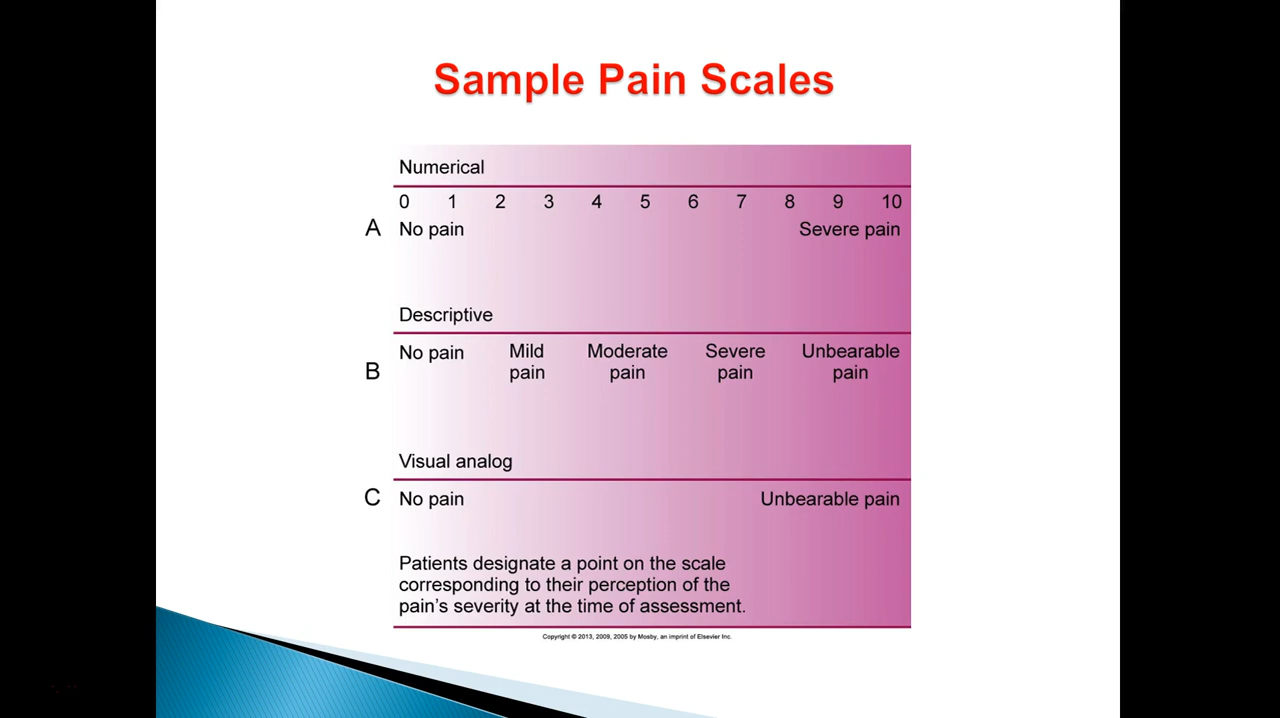 Sample Pain Scales
Numerical
0 1 2 3 4 5 6 7 8 9 10
A No pain Severe pain
Descriptive
No pain Mild pain Moderate pain Severe pain Unbearable pain
B
Visual analog
C No pain Unbearable pain
Patients designate a point on the scale
corresponding to their perception of the
pain's severity at the time of assessment.
Copyright © 2013, 2009, 2005 by Mosby, an imprint of Elsevier Inc.